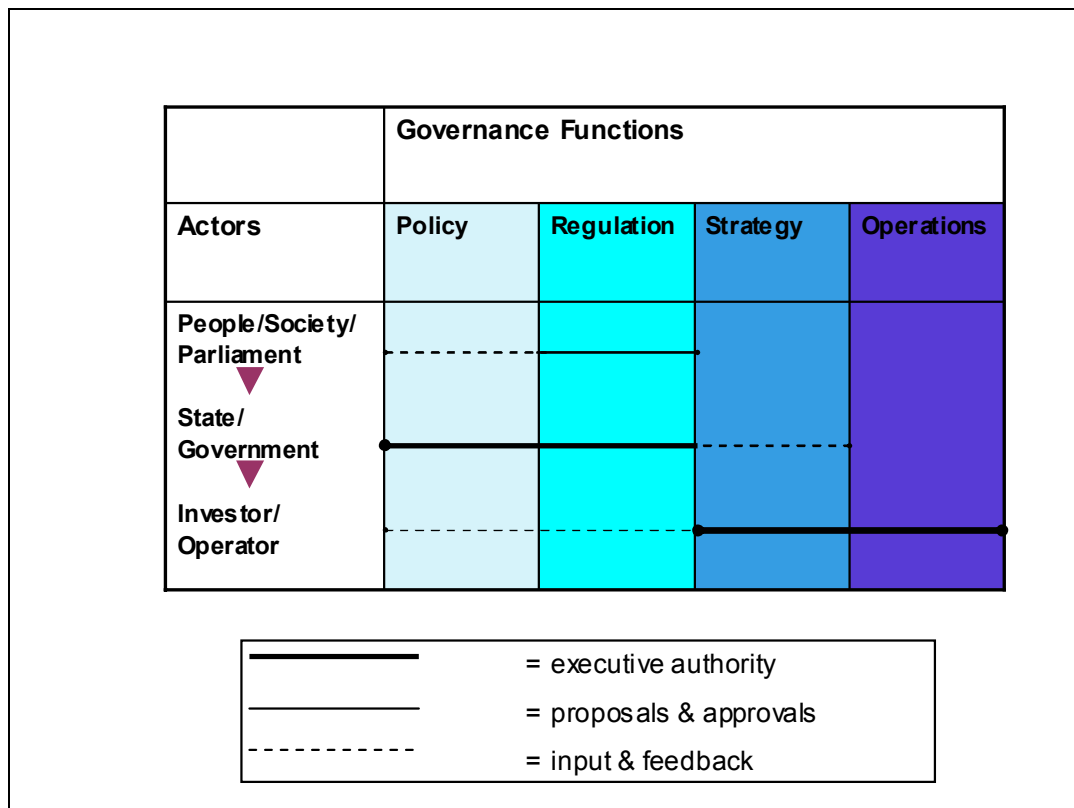 Governance Functions
Actors
Policy
Regulation
Strategy
Operations
People/Society/
Parliament
State/
Government
Investor/
Operator
= executive authority
= proposals & approvals
= input & feedback